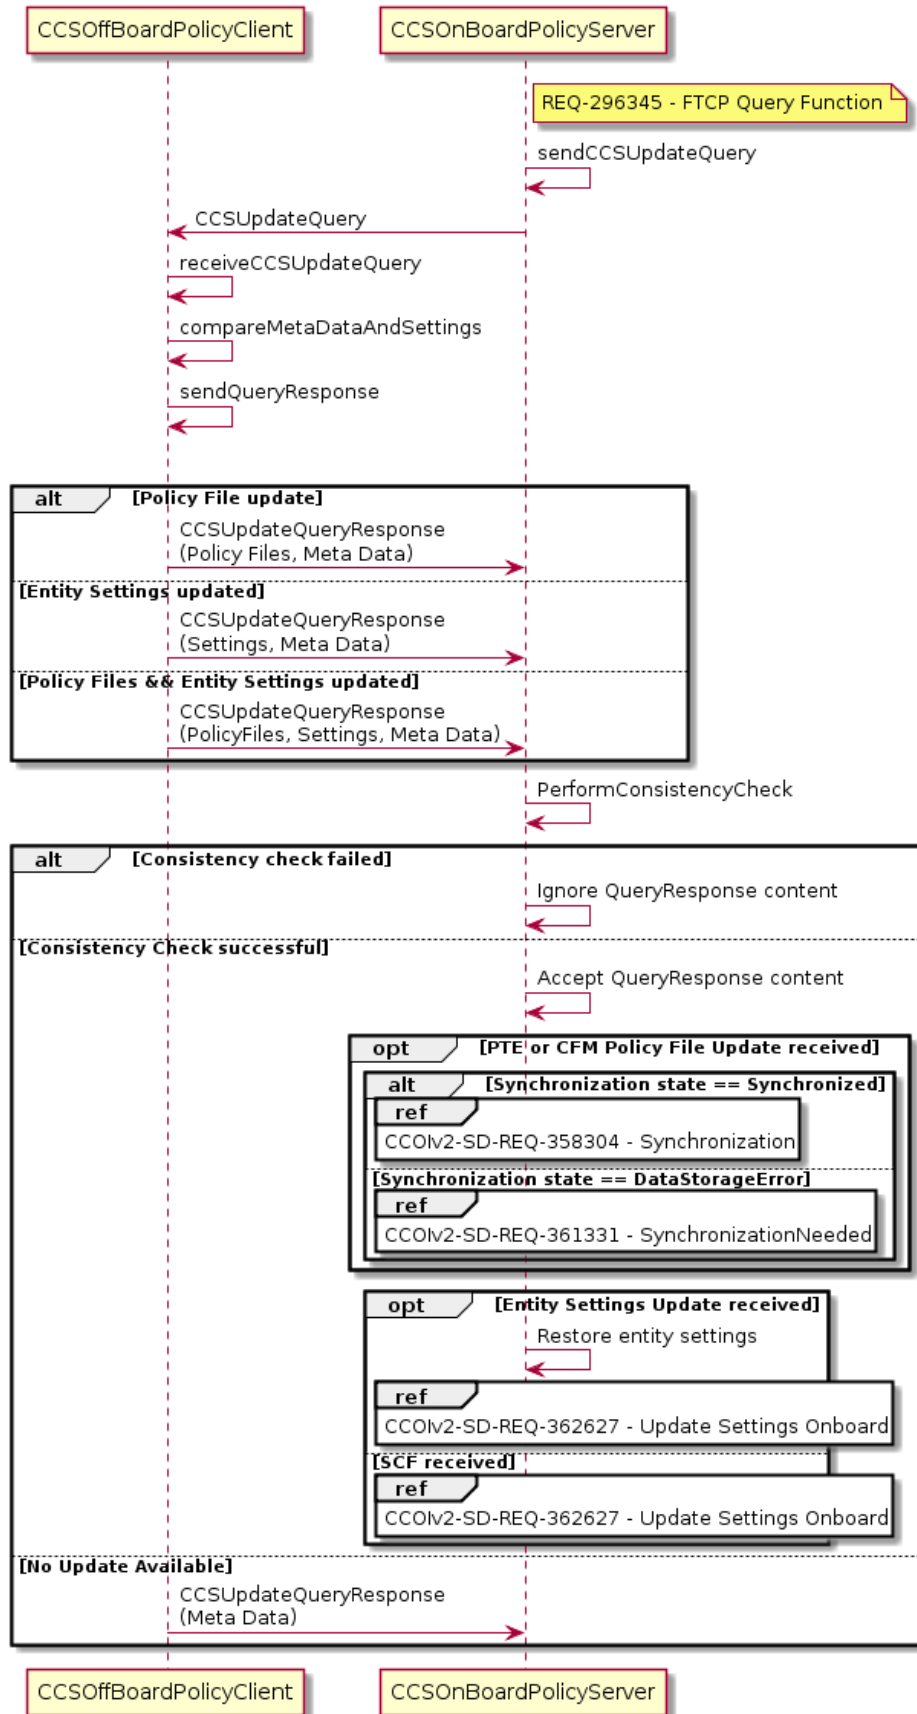 CCSOffBoardPolicyClient
CCSOnBoardPolicyServer
REQ-296345 - FTCP Query Function
sendCCSUpdateQuery
CCSUpdateQuery
receiveCCSUpdateQuery
compareMetaDataAndSettings
sendQueryResponse
alt
[Policy File update]
CCSUpdateQueryResponse
(Policy Files, Meta Data)
[Entity Settings updated]
CCSUpdateQueryResponse
(Settings, Meta Data)
[Policy Files && Entity Settings updated]
CCSUpdateQueryResponse
(PolicyFiles, Settings, Meta Data)
PerformConsistencyCheck
alt
[Consistency check failed]
Ignore QueryResponse content
[Consistency Check successful]
Accept QueryResponse content
opt
[PTE or CFM Policy File Update received]
alt
[Synchronization state == Synchronized]
ref
CCOIv2-SD-REQ-358304 - Synchronization
[Synchronization state == DataStorageError]
ref
CCOIv2-SD-REQ-361331 - SynchronizationNeeded
opt
[Entity Settings Update received]
Restore entity settings
ref
CCOIv2-SD-REQ-362627 - Update Settings Onboard
[SCF received]
ref
CCOIv2-SD-REQ-362627 - Update Settings Onboard
[No Update Available]
CCSUpdateQueryResponse
(Meta Data)
CCSOffBoardPolicyClient
CCSOnBoardPolicyServer